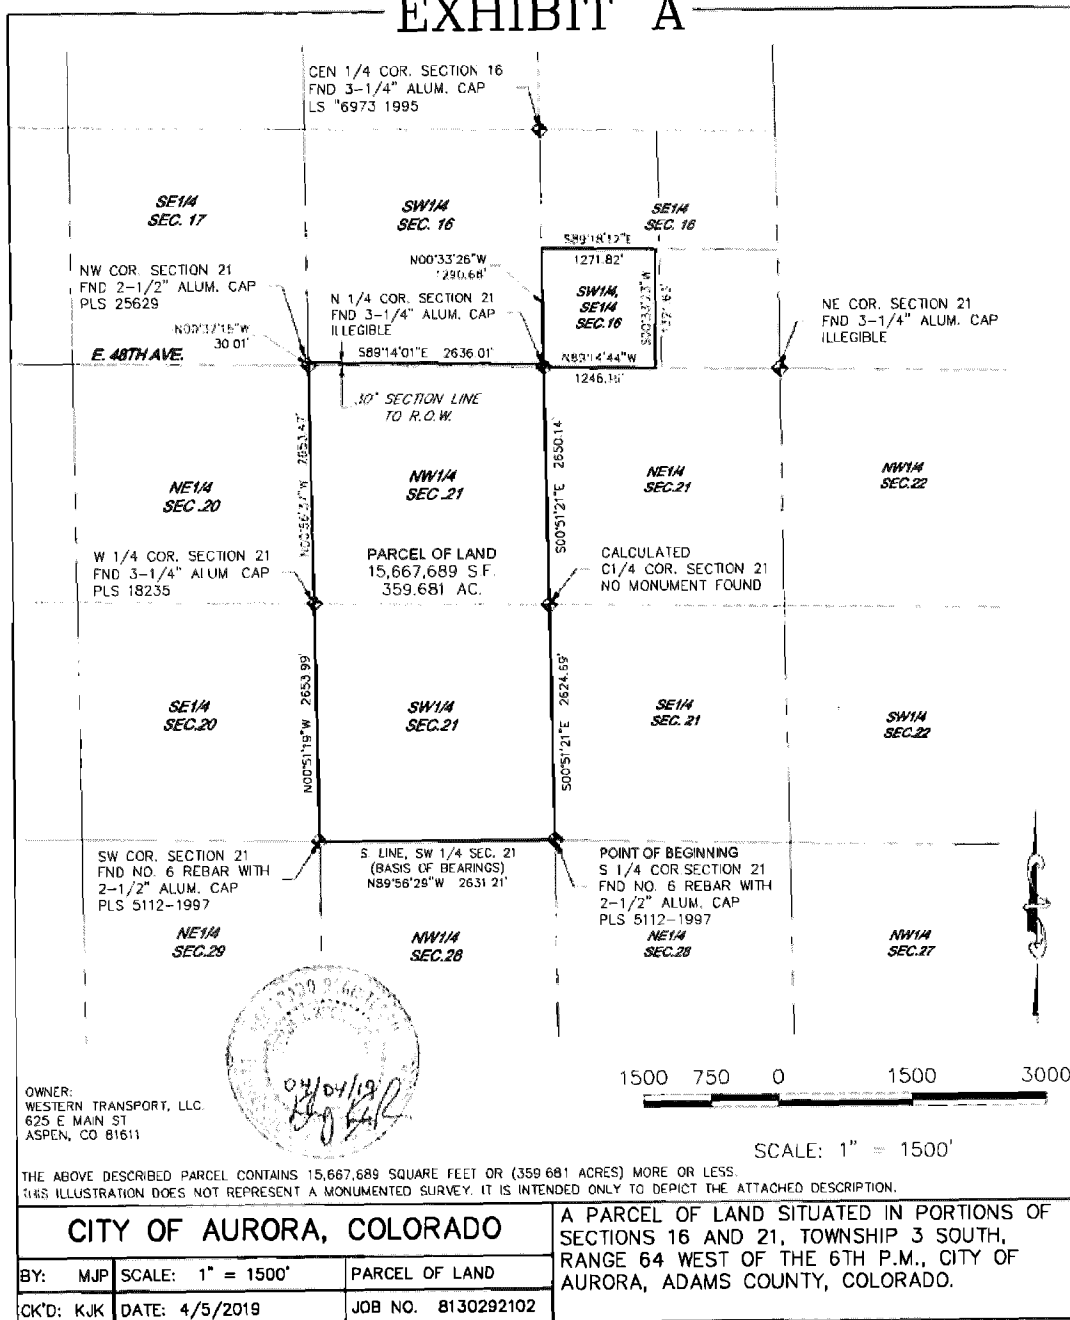 EXHIBIT A
CEN 1/4 COR. SECTION 16
FND 3-1/4" ALUM. CAP
LS "6973 1995
SE1/4
SEC. 17
SW1/4
SEC. 16
SE1/4
SEC. 16
S89°18'12"E
1271.82'
N00°33'26"W
1290.68'
SW1/4,
SE1/4
SEC.16
NW COR. SECTION 21
FND 2-1/2" ALUM. CAP
PLS 25629
N 1/4 COR. SECTION 21
FND 3-1/4" ALUM. CAP
ILLEGIBLE
NE COR. SECTION 21
FND 3-1/4" ALUM. CAP
ILLEGIBLE
30.01'
E. 48TH AVE.
S89°14'01"E 2636.01'
N89°14'44"W
30' SECTION LINE
TO R.O.W.
2653.47'
S00°51'21"E 2650.14'
NE1/4
SEC.20
NW1/4
SEC.21
NE1/4
SEC.21
NW1/4
SEC.22
W 1/4 COR. SECTION 21
FND 3-1/4" ALUM CAP
PLS 18235
PARCEL OF LAND
15,667,689 S.F.
359.681 AC.
CALCULATED
C1/4 COR. SECTION 21
NO MONUMENT FOUND
N00°51'19"W 2653.99'
S00°51'21"E 2624.69'
SE1/4
SEC.20
SW1/4
SEC.21
SE1/4
SEC.21
SW1/4
SEC.22
SW COR. SECTION 21
FND NO. 6 REBAR WITH
2-1/2" ALUM. CAP
PLS 5112-1997
S. LINE, SW 1/4 SEC. 21
(BASIS OF BEARINGS)
N89°56'29"W 2631.21'
POINT OF BEGINNING
S 1/4 COR SECTION 21
FND NO. 6 REBAR WITH
2-1/2" ALUM. CAP
PLS 5112-1997
NE1/4
SEC.29
NW1/4
SEC.28
NE1/4
SEC.28
NW1/4
SEC.27
04/04/19
OWNER:
WESTERN TRANSPORT, LLC.
625 E MAIN ST
ASPEN, CO 81611
1500 750 0 1500 3000
SCALE: 1" = 1500'
THE ABOVE DESCRIBED PARCEL CONTAINS 15,667,689 SQUARE FEET OR (359.681 ACRES) MORE OR LESS.
THIS ILLUSTRATION DOES NOT REPRESENT A MONUMENTED SURVEY. IT IS INTENDED ONLY TO DEPICT THE ATTACHED DESCRIPTION.
CITY OF AURORA, COLORADO
BY: MJP SCALE: 1" = 1500' PARCEL OF LAND
CK'D: KJK DATE: 4/5/2019 JOB NO. 8130292102
A PARCEL OF LAND SITUATED IN PORTIONS OF
SECTIONS 16 AND 21, TOWNSHIP 3 SOUTH,
RANGE 64 WEST OF THE 6TH P.M., CITY OF
AURORA, ADAMS COUNTY, COLORADO.